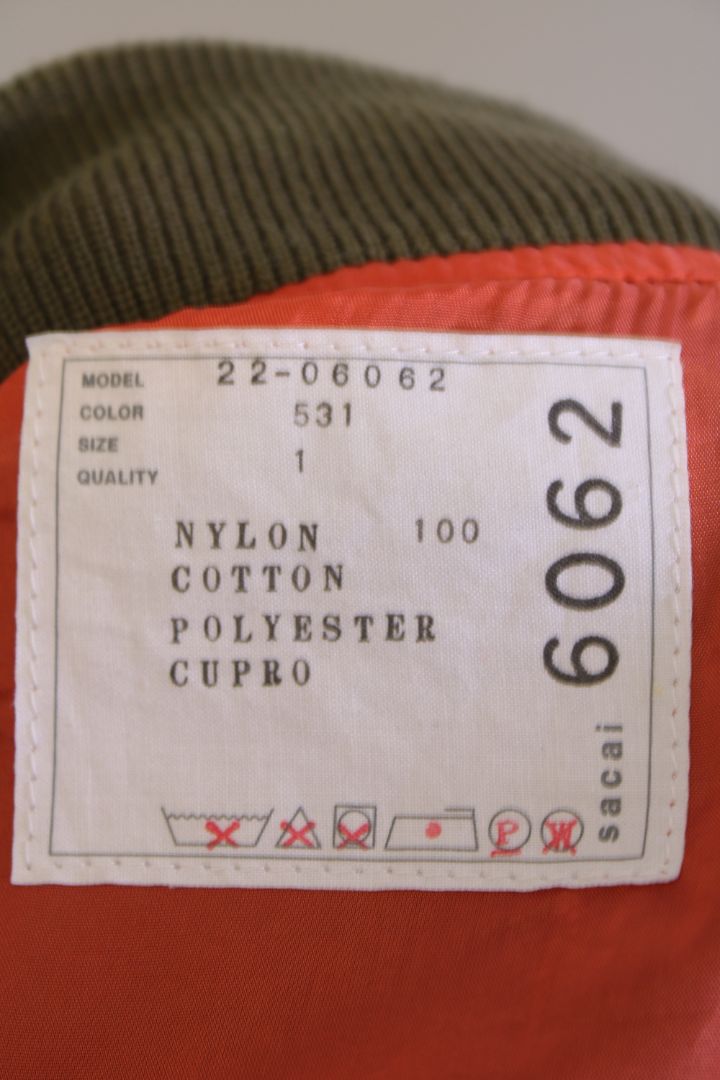 MODEL 22-06062
COLOR 531
SIZE 1
QUALITY
NYLON 100
COTTON
POLYESTER
CUPRO
P W
sacai 6062